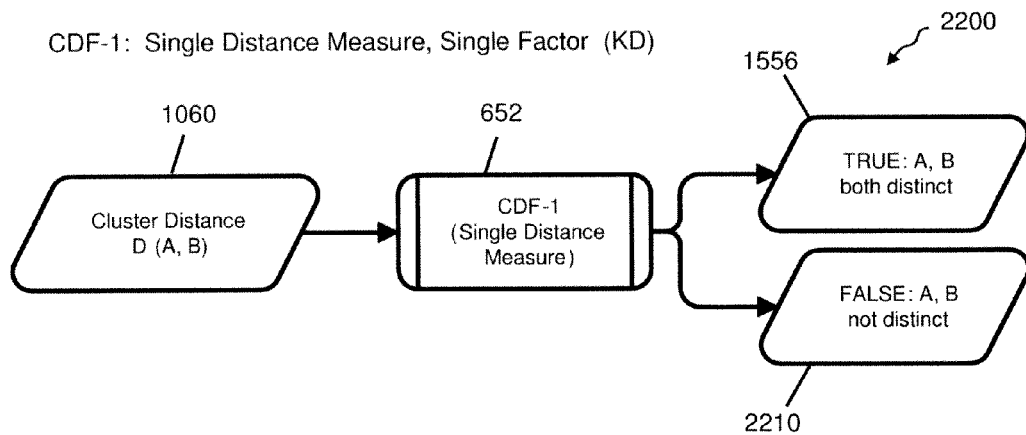 CDF-1: Single Distance Measure, Single Factor (KD)
2200
1556
1060
652
TRUE: A, B
both distinct
Cluster Distance
D (A, B)
CDF-1
(Single Distance
Measure)
FALSE: A, B
not distinct
2210